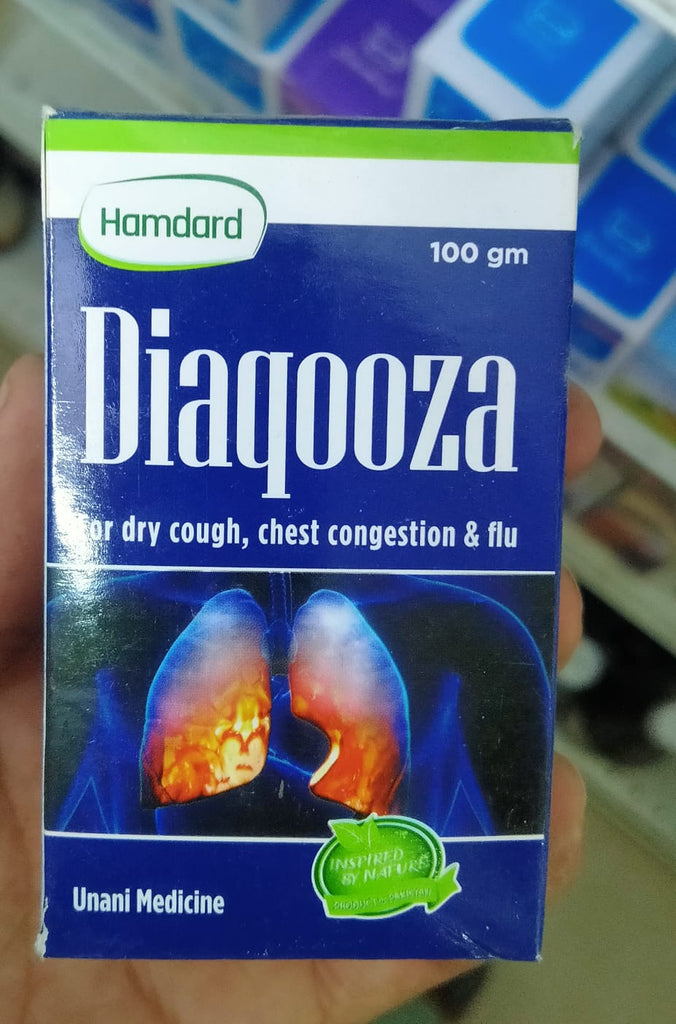 Hamdard
100 gm
Diaqooza
or dry cough, chest congestion & flu
INSPIRED
BY NATURE
Unani Medicine